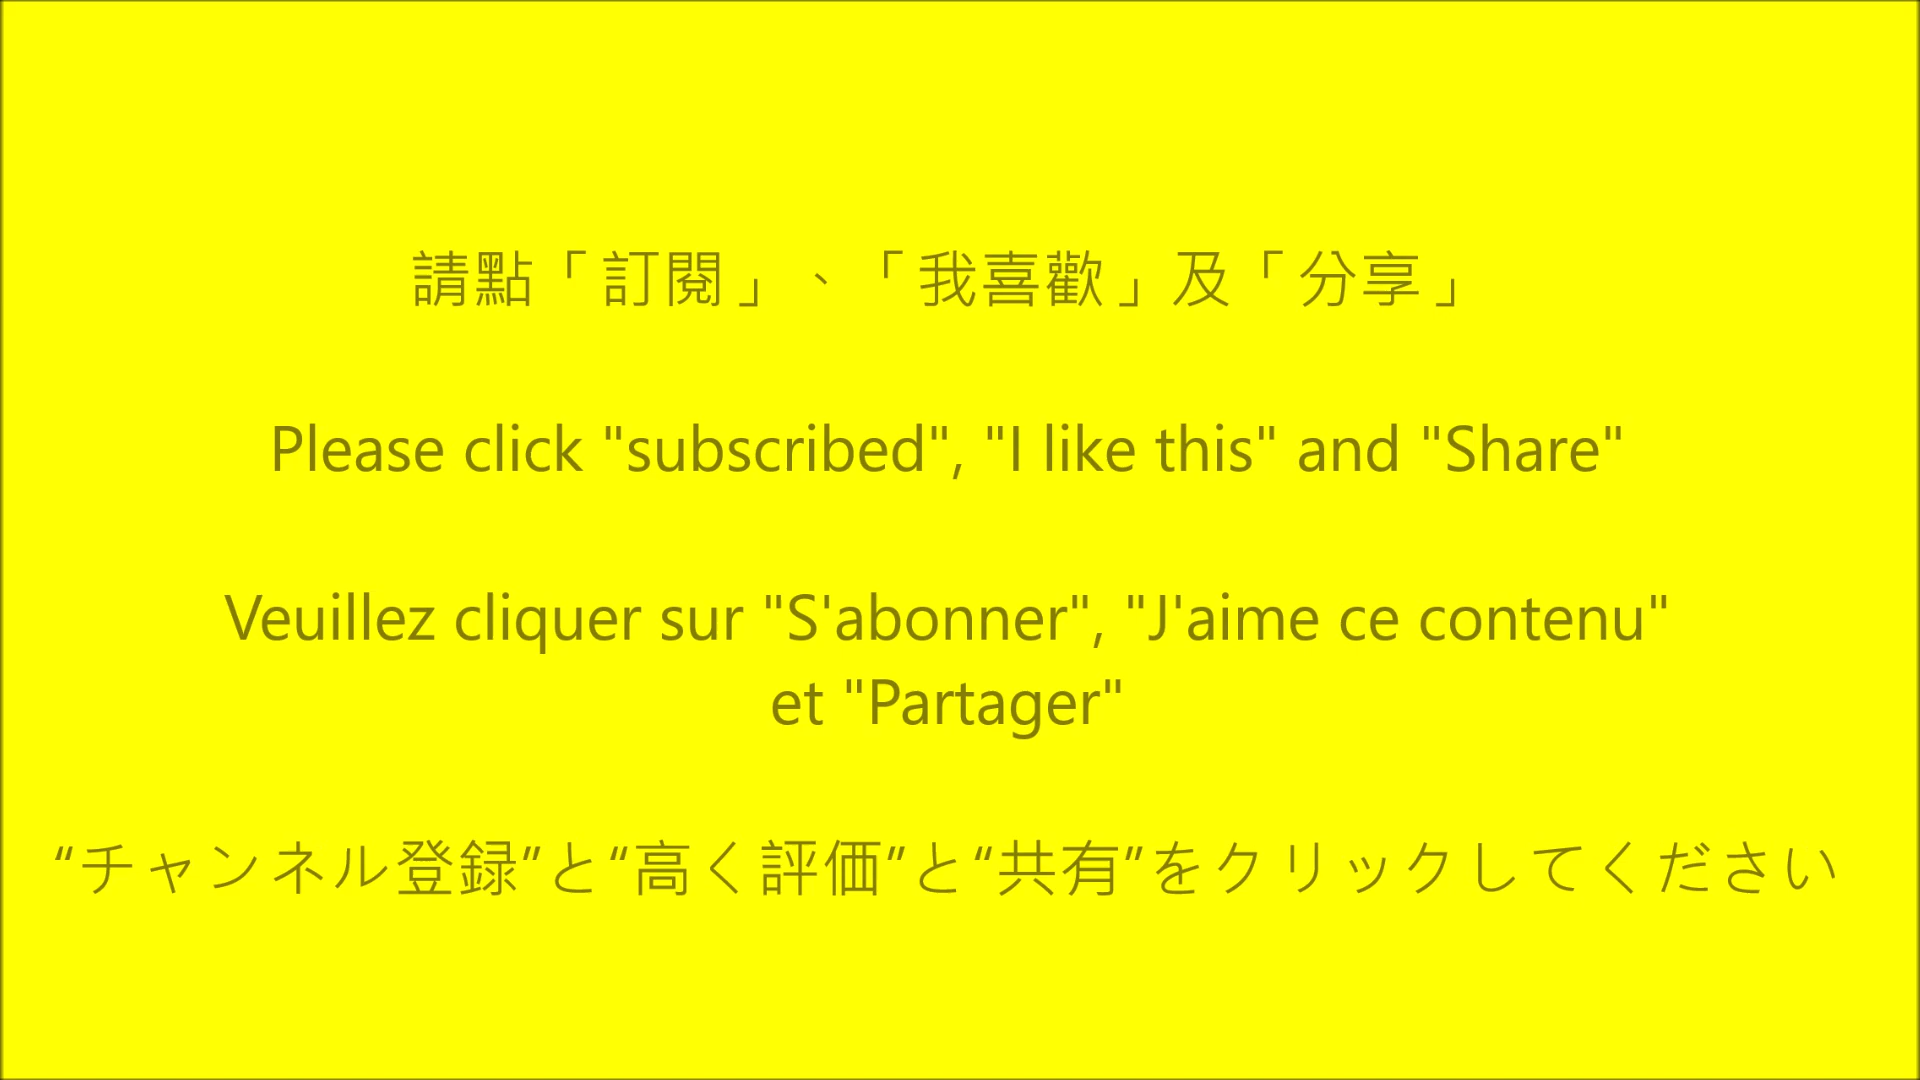 請點「訂閱」、「我喜歡」及「分享」
Please click "subscribed", "I like this" and "Share"
Veuillez cliquer sur "S'abonner", "J'aime ce contenu"
et "Partager"
“チャンネル登録”と“高く評価”と“共有”をクリックしてください